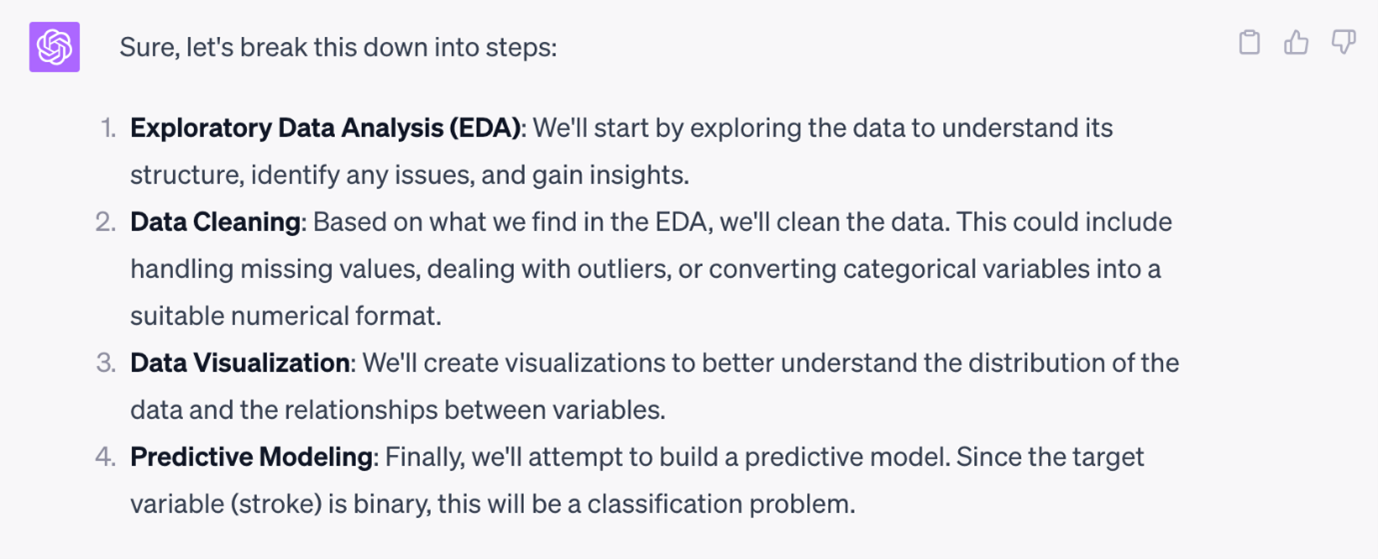 Sure, let's break this down into steps:
1. Exploratory Data Analysis (EDA): We'll start by exploring the data to understand its
structure, identify any issues, and gain insights.
2. Data Cleaning: Based on what we find in the EDA, we'll clean the data. This could include
handling missing values, dealing with outliers, or converting categorical variables into a
suitable numerical format.
3. Data Visualization: We'll create visualizations to better understand the distribution of the
data and the relationships between variables.
4. Predictive Modeling: Finally, we'll attempt to build a predictive model. Since the target
variable (stroke) is binary, this will be a classification problem.